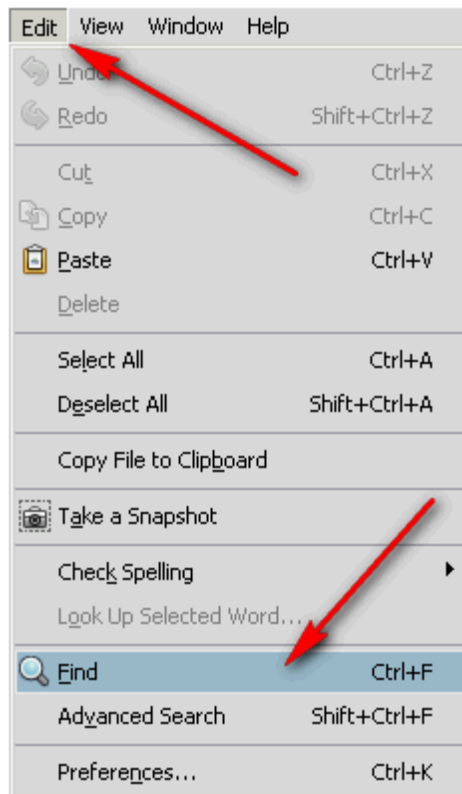 Edit View Window Help
Undo Ctrl+Z
Redo Shift+Ctrl+Z
Cut Ctrl+X
Copy Ctrl+C
Paste Ctrl+V
Delete
Select All Ctrl+A
Deselect All Shift+Ctrl+A
Copy File to Clipboard
Take a Snapshot
Check Spelling
Look Up Selected Word...
Find Ctrl+F
Advanced Search Shift+Ctrl+F
Preferences... Ctrl+K